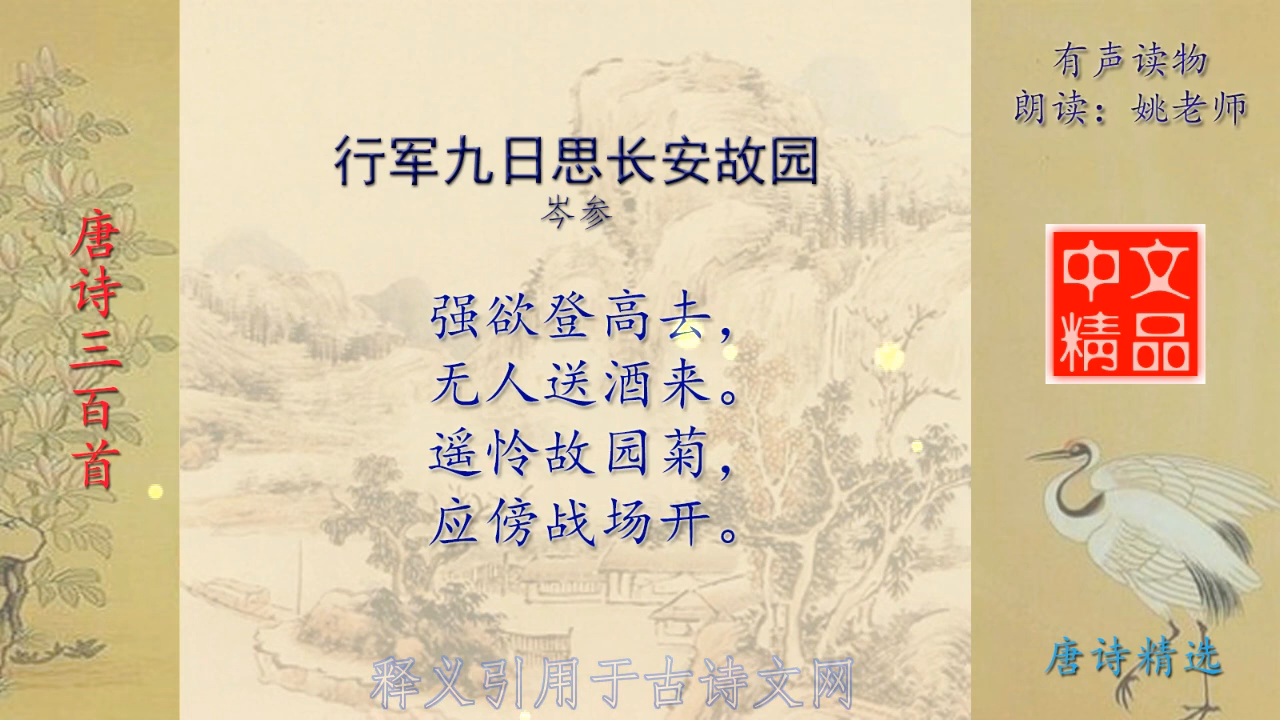 唐诗三百首
行军九日思长安故园
岑参
强欲登高去，
无人送酒来。
遥怜故园菊，
应傍战场开。
释义引用于古诗文网
有声读物
朗读：姚老师
中文
精品
唐诗精选